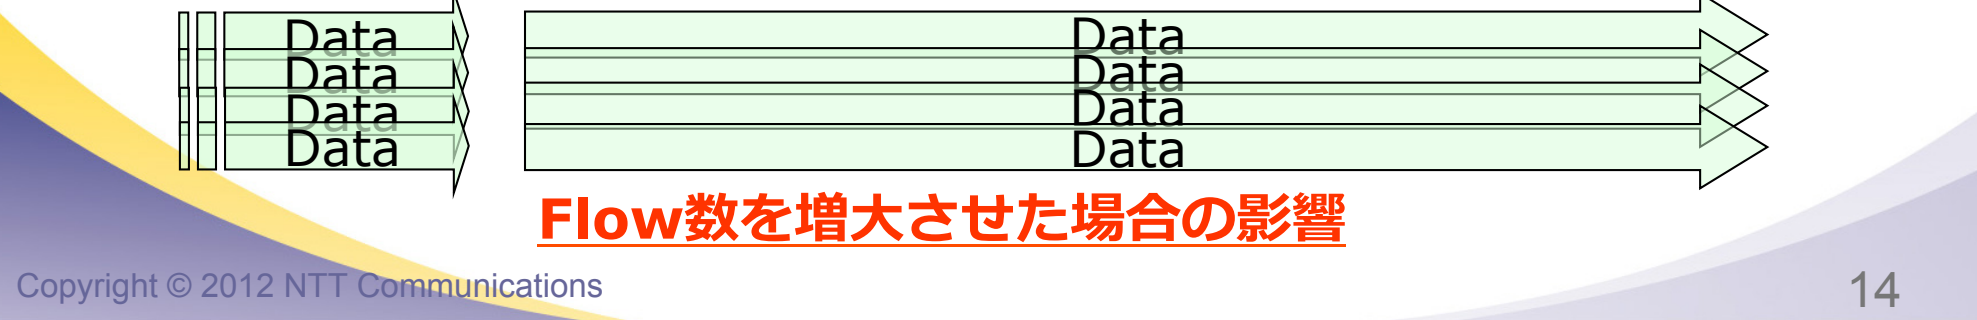 Data Data
Data Data
Data Data
Data Data
Flow数を増大させた場合の影響
Copyright © 2012 NTT Communications
14